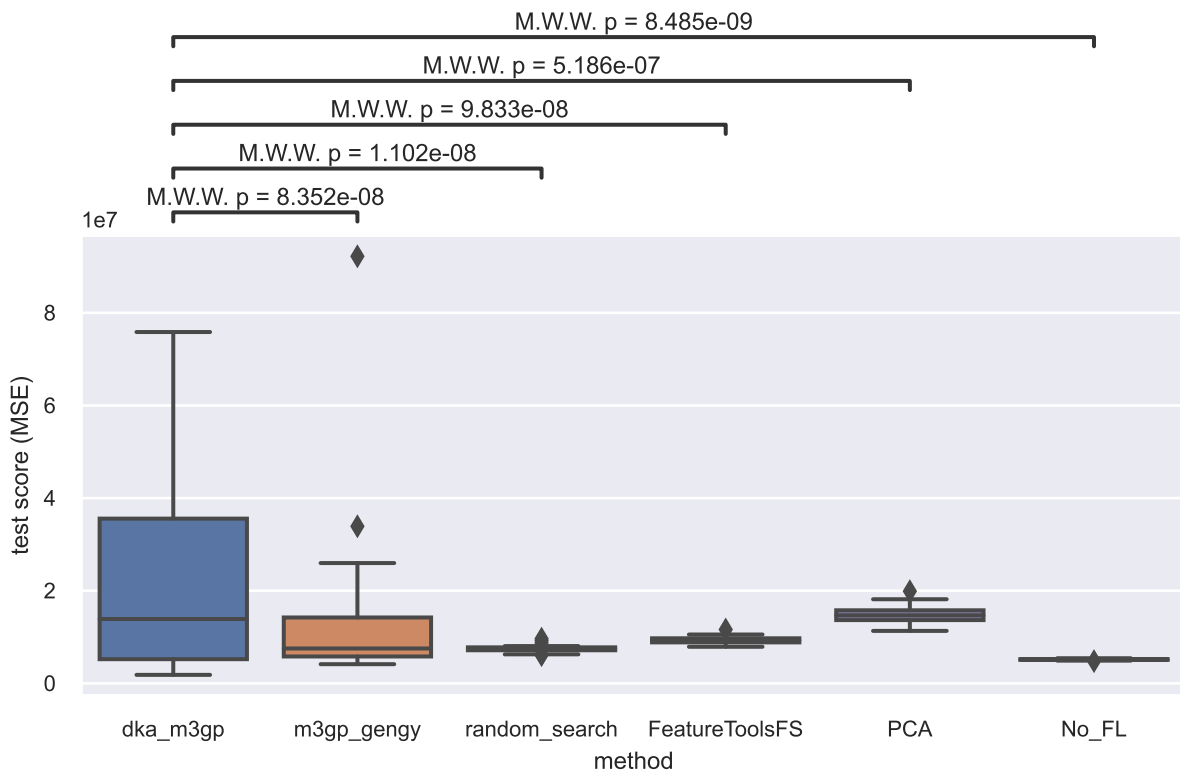 M.W.W. p = 8.485e-09
M.W.W. p = 5.186e-07
M.W.W. p = 9.833e-08
M.W.W. p = 1.102e-08
M.W.W. p = 8.352e-08
1e7
8
6
4
2
0
test score (MSE)
dka_m3gp m3gp_gengy random_search FeatureToolsFS PCA No_FL
method